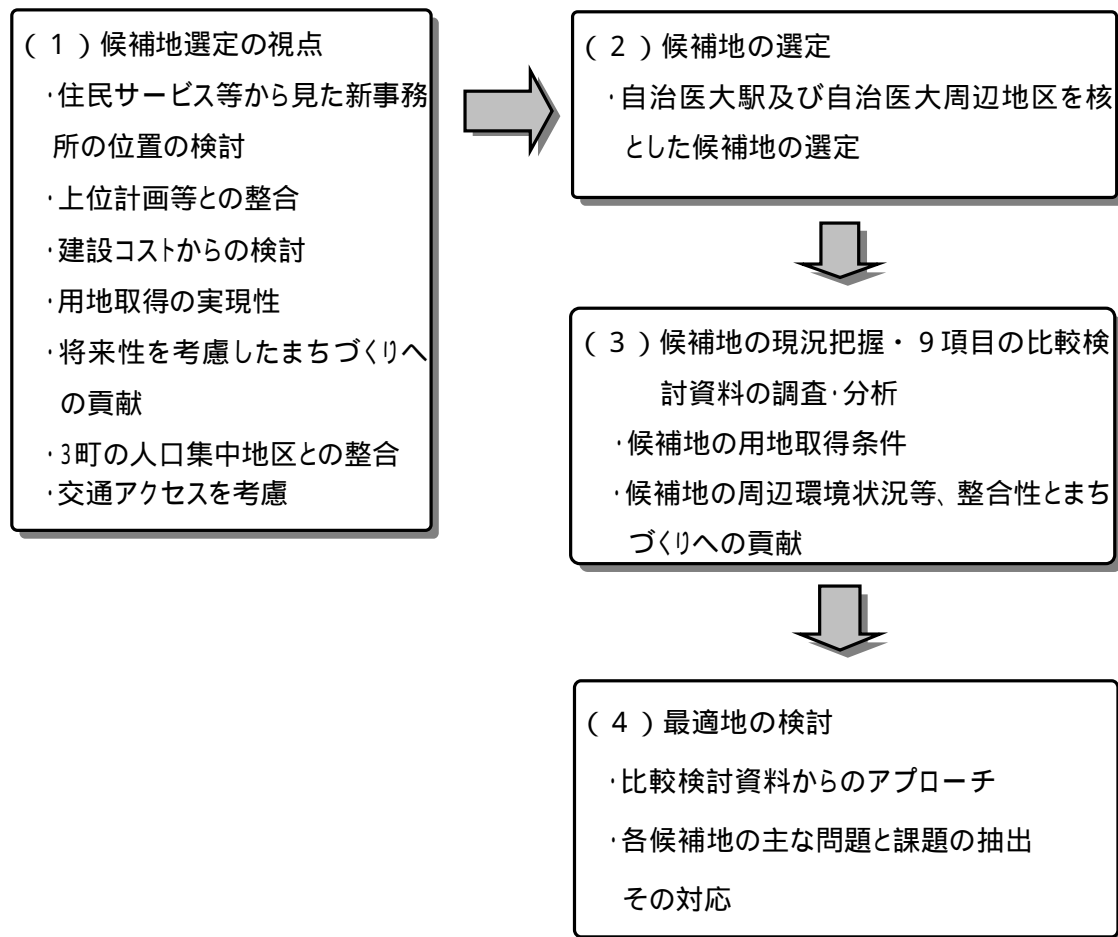 (1)候補地選定の視点
・住民サービス等から見た新事務
所の位置の検討
・上位計画等との整合
・建設コストからの検討
・用地取得の実現性
・将来性を考慮したまちづくりへ
の貢献
・3町の人口集中地区との整合
・交通アクセスを考慮
(2)候補地の選定
・自治医大駅及び自治医大周辺地区を核
とした候補地の選定
(3)候補地の現況把握・9項目の比較検
討資料の調査・分析
・候補地の用地取得条件
・候補地の周辺環境状況等、整合性とまち
づくりへの貢献
(4)最適地の検討
・比較検討資料からのアプローチ
・各候補地の主な問題と課題の抽出
その対応